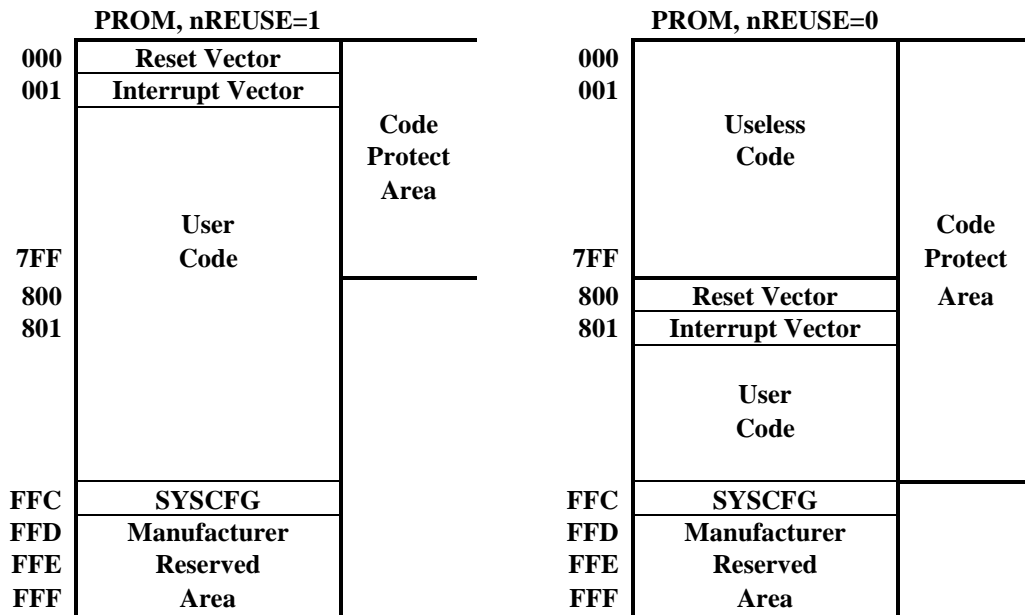 PROM, nREUSE=1
000 Reset Vector
001 Interrupt Vector
Code
Protect
Area
User
7FF Code
800
801
FFC SYSCFG
FFD Manufacturer
FFE Reserved
FFF Area
PROM, nREUSE=0
000
001
Useless
Code
Code
7FF Protect
800 Reset Vector Area
801 Interrupt Vector
User
Code
FFC SYSCFG
FFD Manufacturer
FFE Reserved
FFF Area